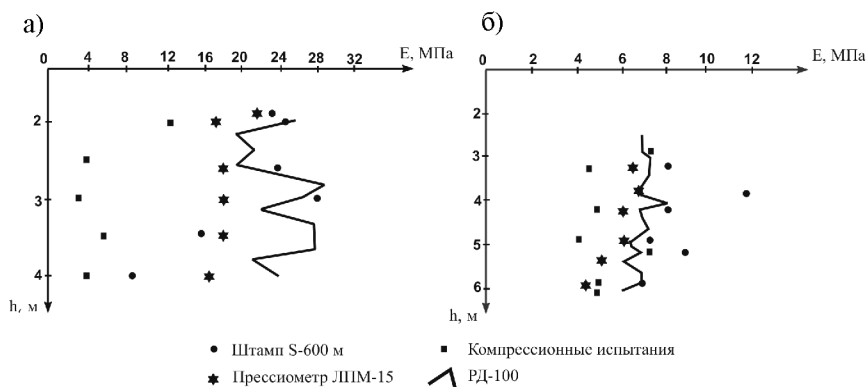 а)
E, МПа
0 4 8 12 16 20 24 28 32
2
3
4
h, м
б)
E, МПа
0 2 4 6 8 10 12
2
3
4
5
6
h, м
Штамп S-600 м
Компрессионные испытания
Прессиометр ЛПМ-15
РД-100